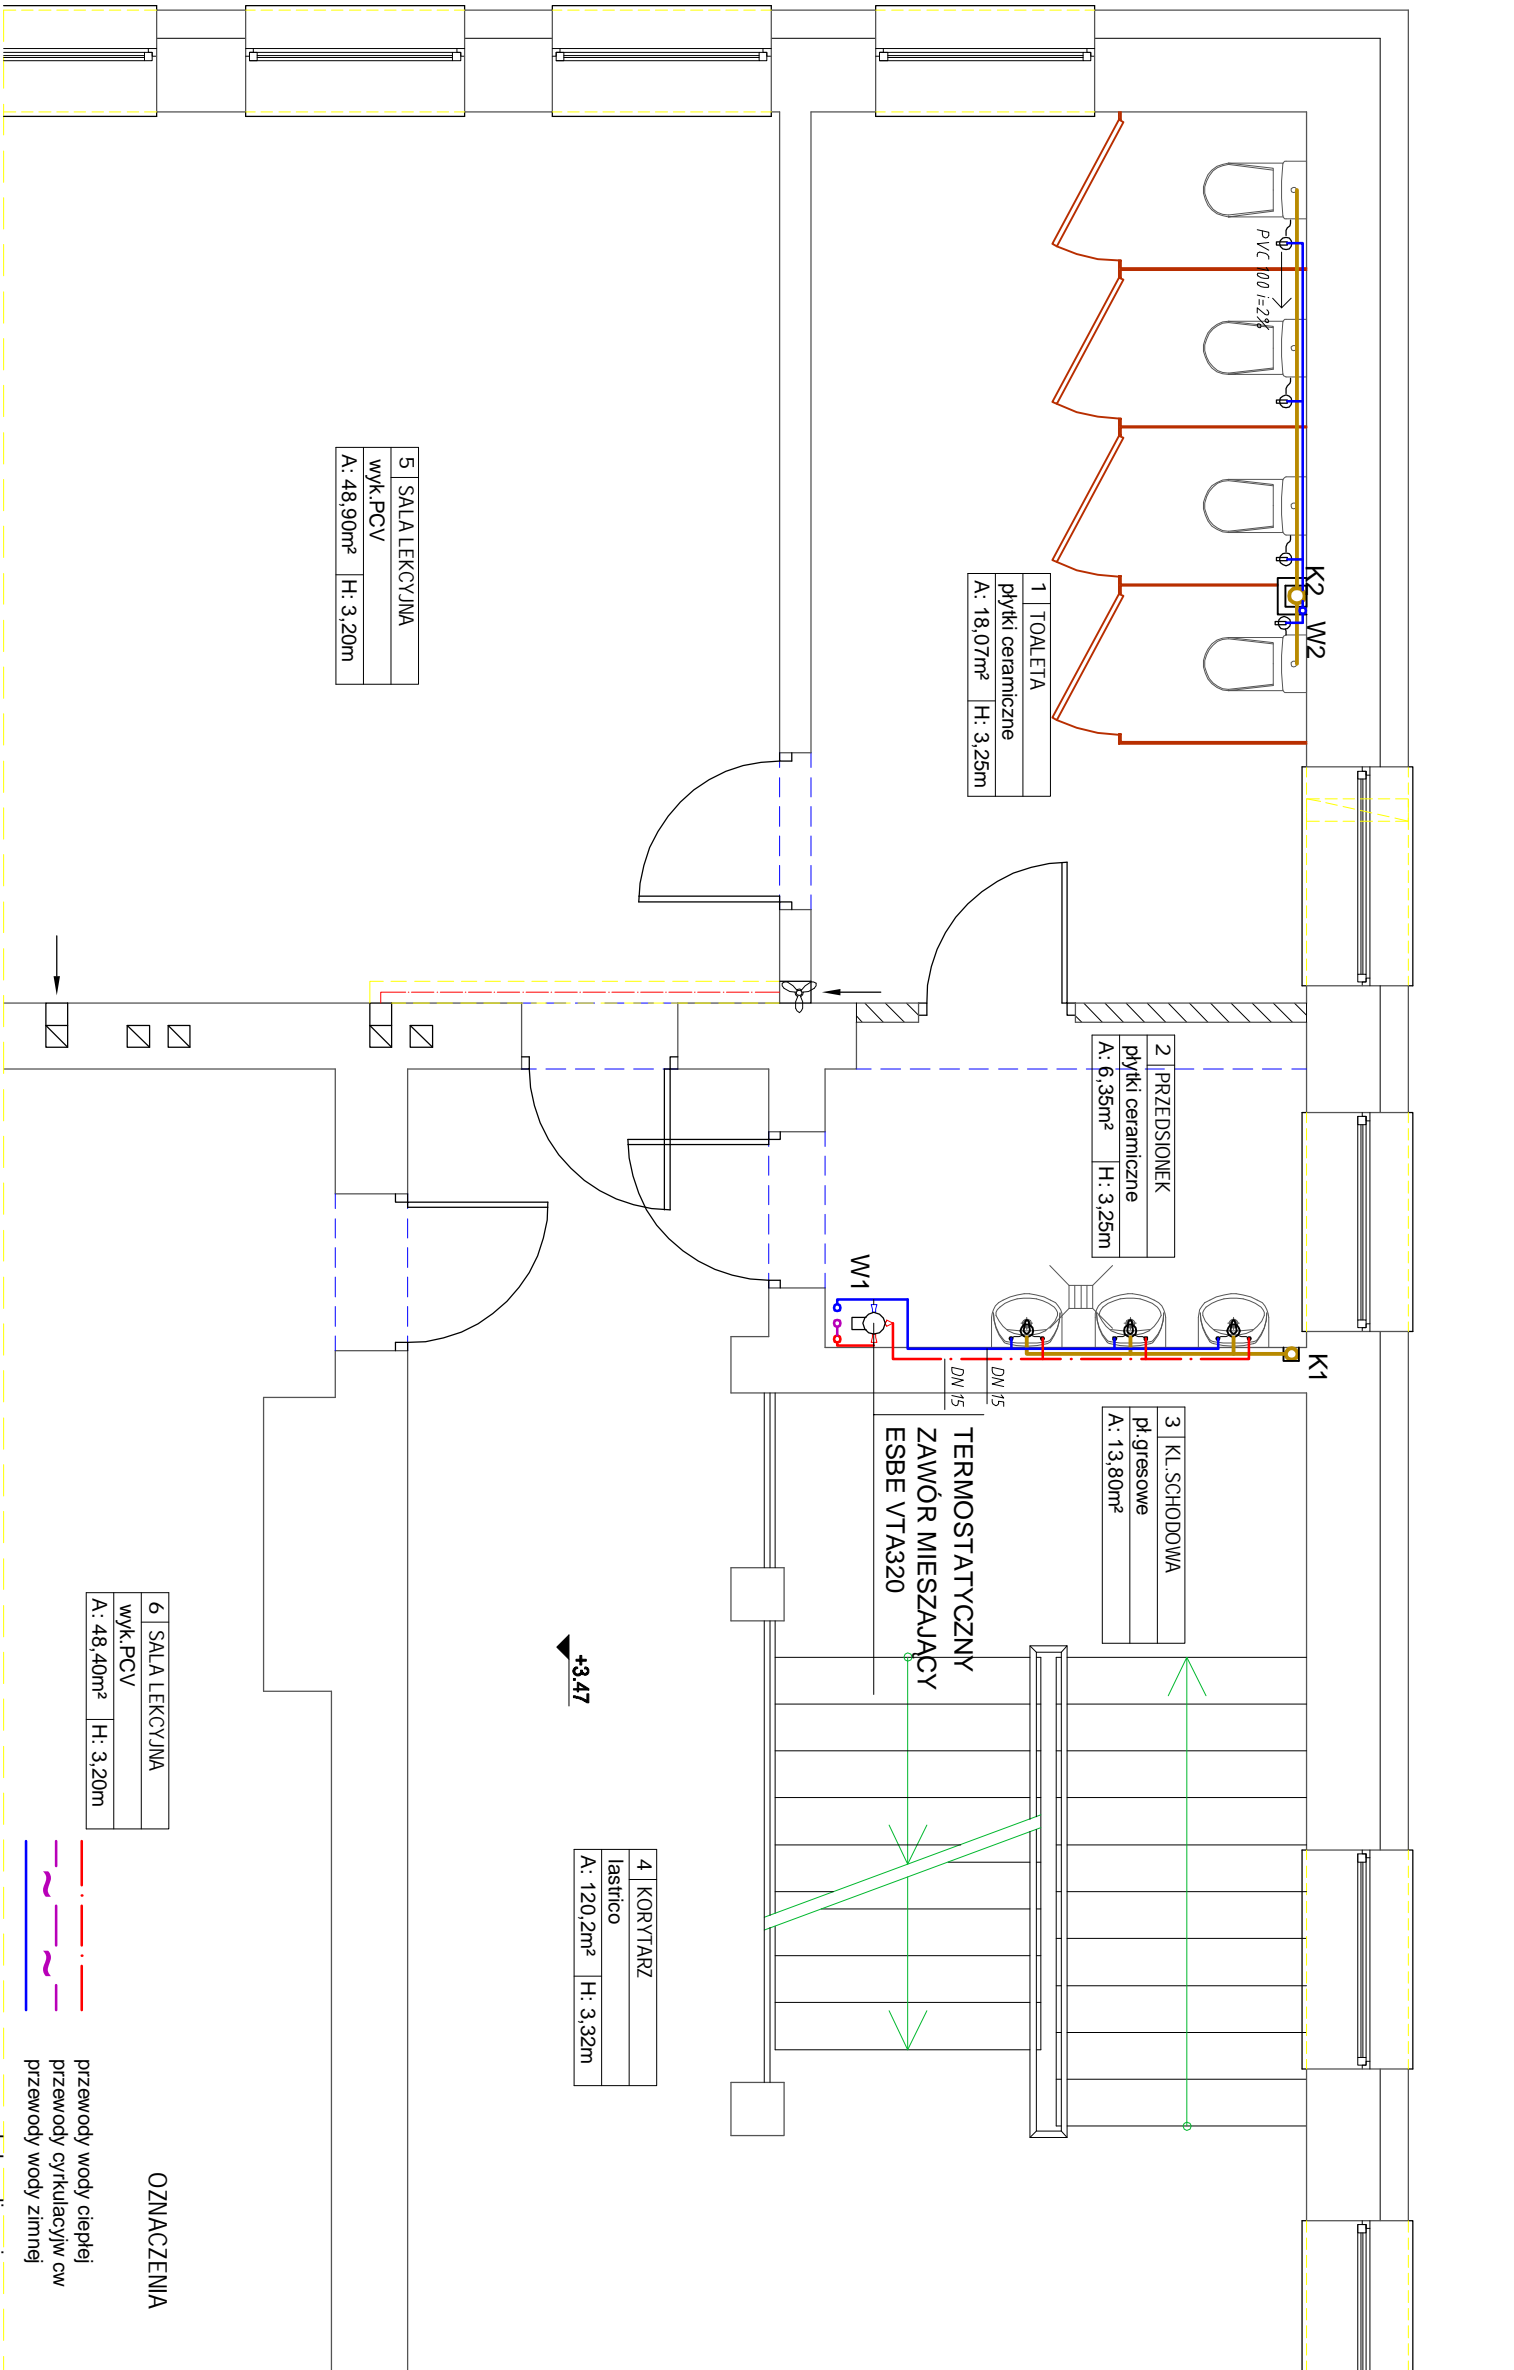 PVC 100 i=2%
K2
W2
1 TOALETA
płytki ceramiczne
A: 18,07m² H: 3,25m
5 SALA LEKCYJNA
wyk.PCV
A: 48,90m² H: 3,20m
2 PRZEDSIONEK
płytki ceramiczne
A: 6,35m² H: 3,25m
W1
K1
DN 15
DN 15
3 KL.SCHODOWA
pł.gresowe
A: 13,80m²
TERMOSTATYCZNY
ZAWÓR MIESZAJĄCY
ESBE VTA320
+3.47
6 SALA LEKCYJNA
wyk.PCV
A: 48,40m² H: 3,20m
4 KORYTARZ
lastrico
A: 120,2m² H: 3,32m
OZNACZENIA
przewody wody ciepłej
przewody cyrkulacyjw cw
przewody wody zimnej